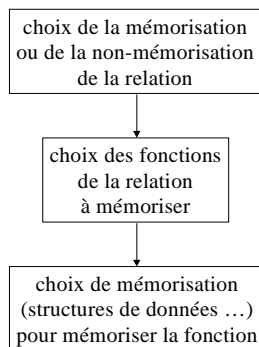 choix de la mémorisation
ou de la non-mémorisation
de la relation
choix des fonctions
de la relation
à mémoriser
choix de mémorisation
(structures de données …)
pour mémoriser la fonction